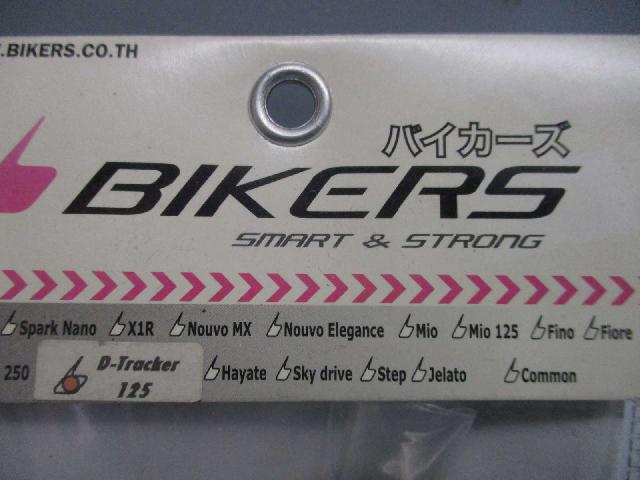 .BIKERS.CO.TH
バイカーズ
BIKERS
SMART & STRONG
Spark Nano X1R Nouvo MX Nouvo Elegance Mio Mio 125 Fino Fiore
250 D-Tracker 125 Hayate Sky drive Step Jelato Common